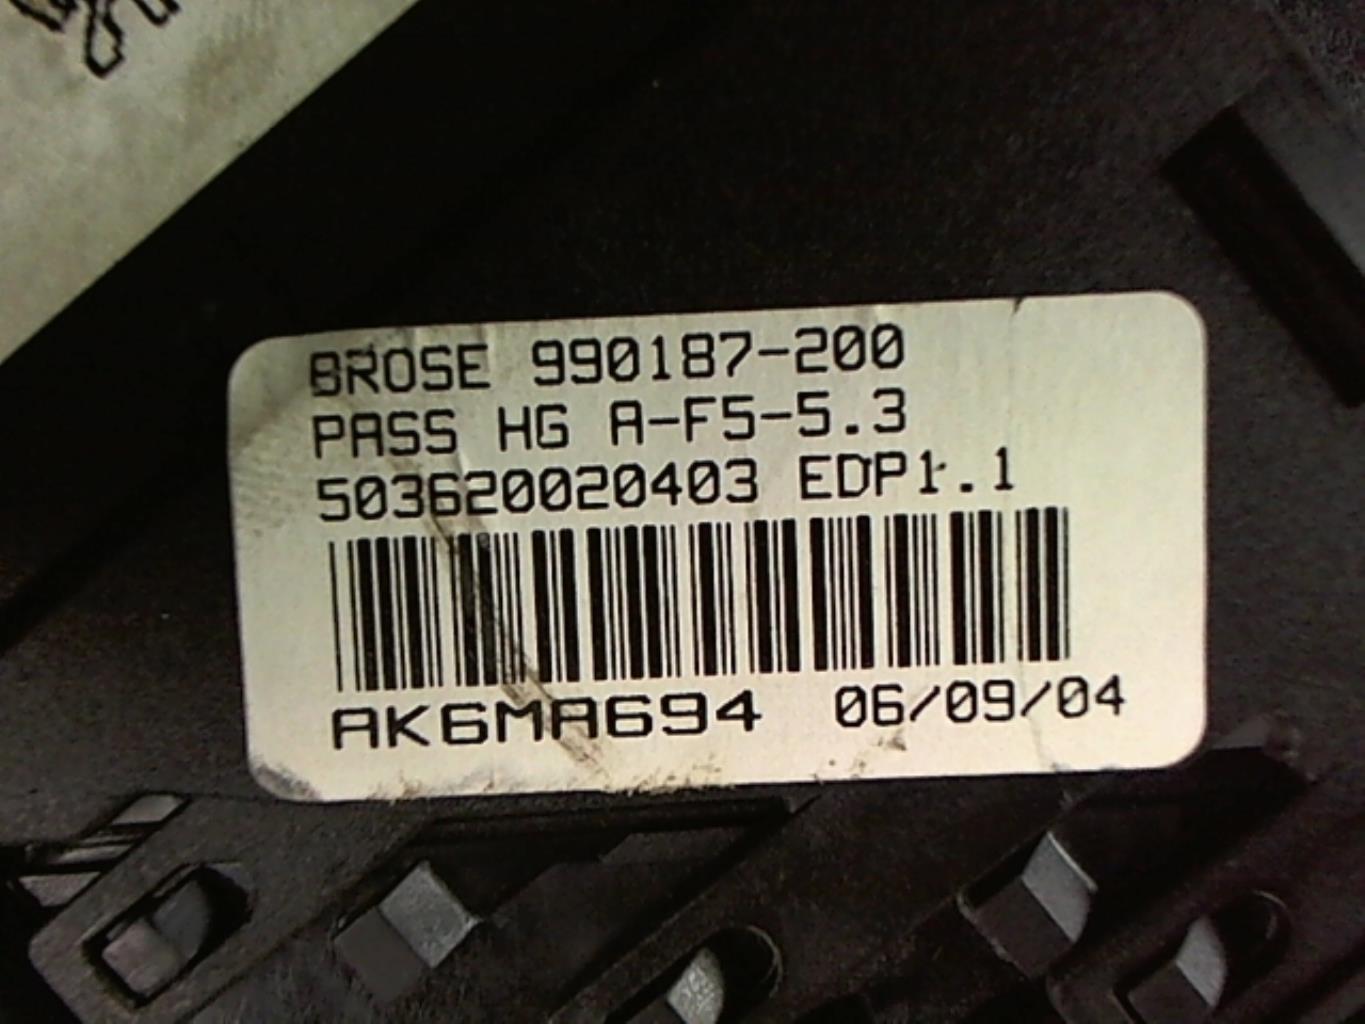 BROSE 990187-200
PASS HG A-F5-5.3
503620020403 EDP1.1
AK6MA694 06/09/04